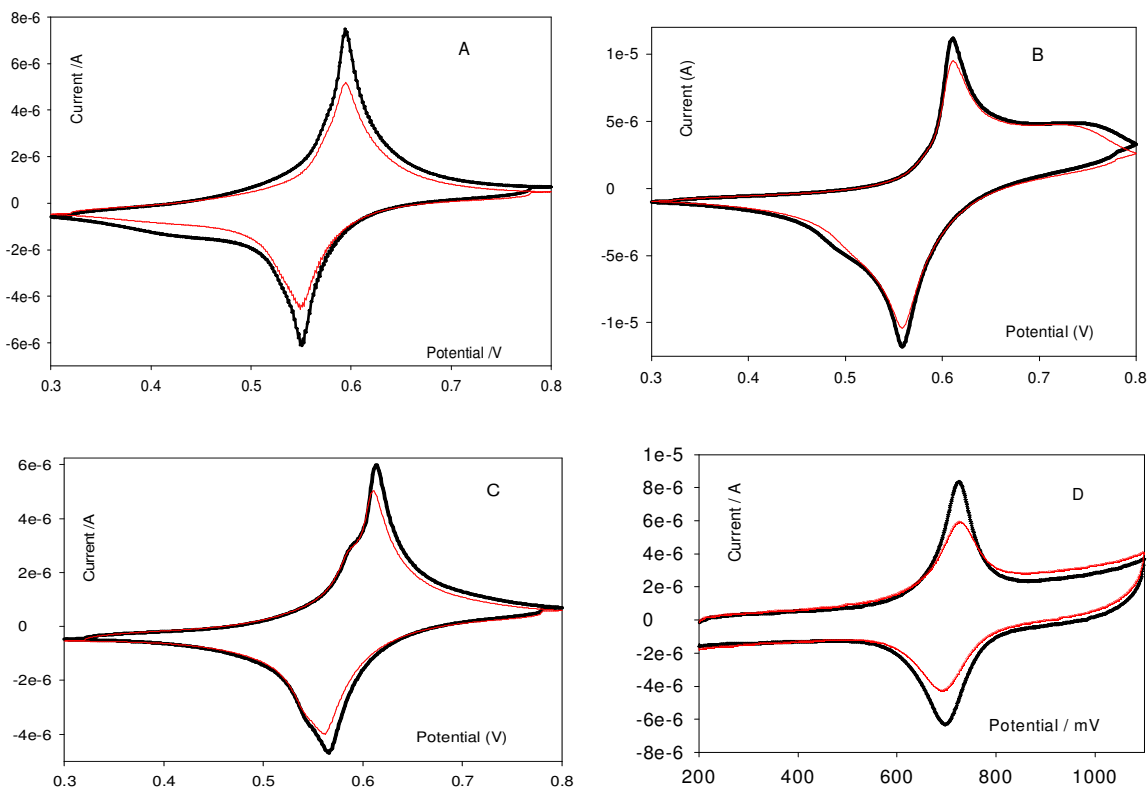 8e-6
6e-6
4e-6
2e-6
0
-2e-6
-4e-6
-6e-6
Current /A
A
Potential /V
0.3 0.4 0.5 0.6 0.7 0.8
1e-5
5e-6
0
-5e-6
-1e-5
Current (A)
B
Potential (V)
0.3 0.4 0.5 0.6 0.7 0.8
6e-6
4e-6
2e-6
0
-2e-6
-4e-6
Current /A
C
Potential (V)
0.3 0.4 0.5 0.6 0.7 0.8
1e-5
8e-6
6e-6
4e-6
2e-6
0
-2e-6
-4e-6
-6e-6
-8e-6
Current / A
D
Potential / mV
200 400 600 800 1000